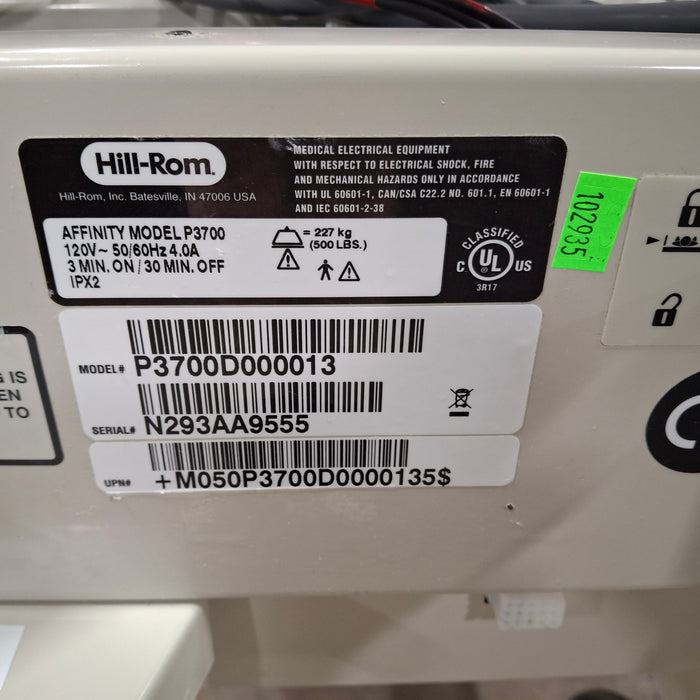 Hill-Rom®
Hill-Rom, Inc. Batesville, IN 47006 USA
MEDICAL ELECTRICAL EQUIPMENT
WITH RESPECT TO ELECTRICAL SHOCK, FIRE
AND MECHANICAL HAZARDS ONLY IN ACCORDANCE
WITH UL 60601-1, CAN/CSA C22.2 NO. 601.1, EN 60601-1
AND IEC 60601-2-38
AFFINITY MODEL P3700
120V~ 50/60Hz 4.0A
3 MIN. ON / 30 MIN. OFF
IPX2
= 227 kg
(500 LBS.)
CLASSIFIED
C UL US
3R17
102935
MODEL# P3700D000013
SERIAL# N293AA9555
UPN# +M050P3700D0000135$
IS
EN
TO